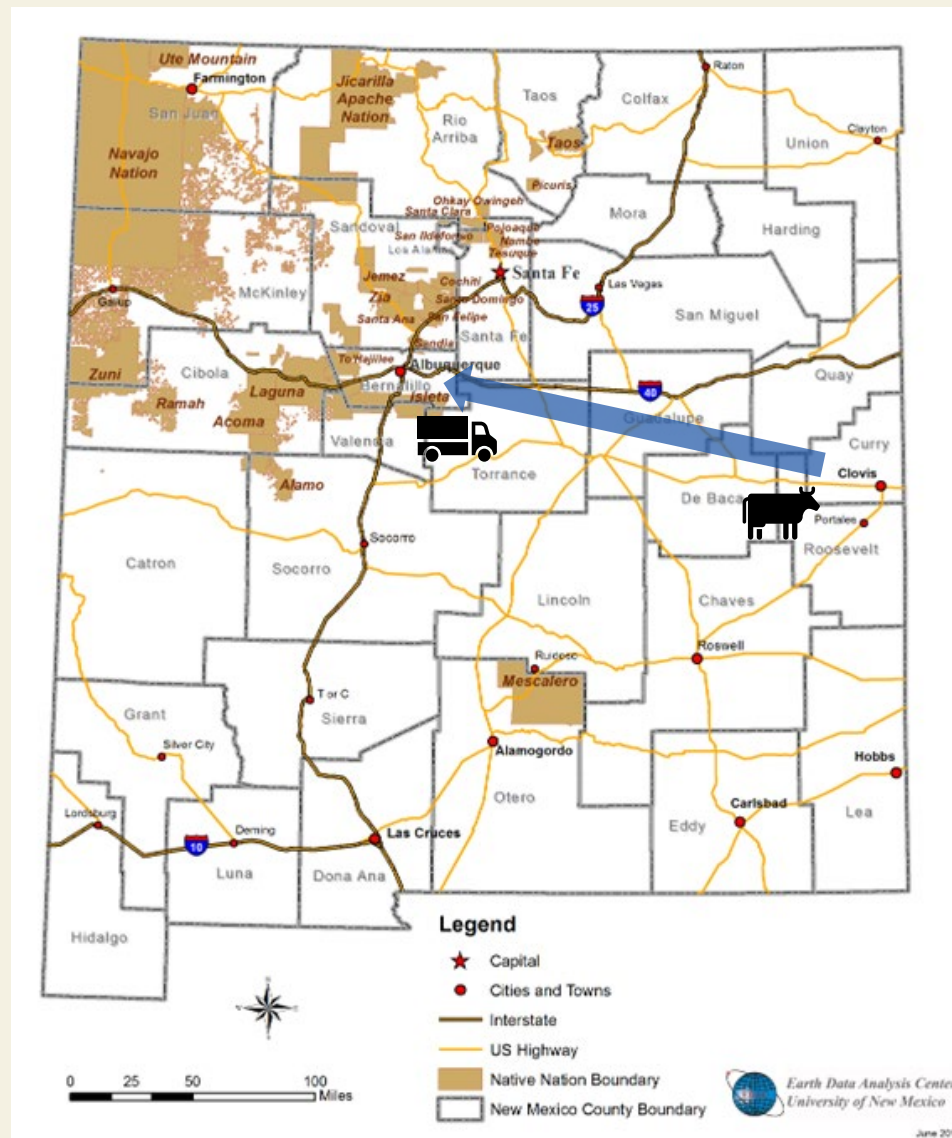 Ute Mountain
Farmington
San Juan
Jicarilla
Apache
Nation
Rio
Arriba
Taos
Colfax
Raton
Union
Clayton
Navajo
Nation
Taos
Picuris
Mora
Harding
Ohkay Owingeh
Santa Clara
Sandoval
San Ildefonso
Pojoaque
Nambe
Tesuque
Los Alamos
Santa Fe
Las Vegas
25
San Miguel
Gallup
McKinley
Jemez
Zia
Cochiti
Santo Domingo
Santa Ana
San Felipe
Sandia
Santa Fe
To'Hajiilee
Albuquerque
Bernalillo
Isleta
40
Quay
Guadalupe
Zuni
Cibola
Ramah
Laguna
Acoma
Valencia
Torrance
Curry
Clovis
De Baca
Portales
Roosevelt
Alamo
Socorro
Catron
Socorro
Lincoln
Chaves
Roswell
Ruidoso
Mescalero
T or C
Sierra
Grant
Silver City
Alamogordo
Hobbs
Otero
Eddy
Carlsbad
Lea
Lordsburg
10
Deming
Las Cruces
Luna
Dona Ana
Hidalgo
Legend
Capital
Cities and Towns
Interstate
US Highway
Native Nation Boundary
New Mexico County Boundary
0 25 50 100
Miles
Earth Data Analysis Center
University of New Mexico